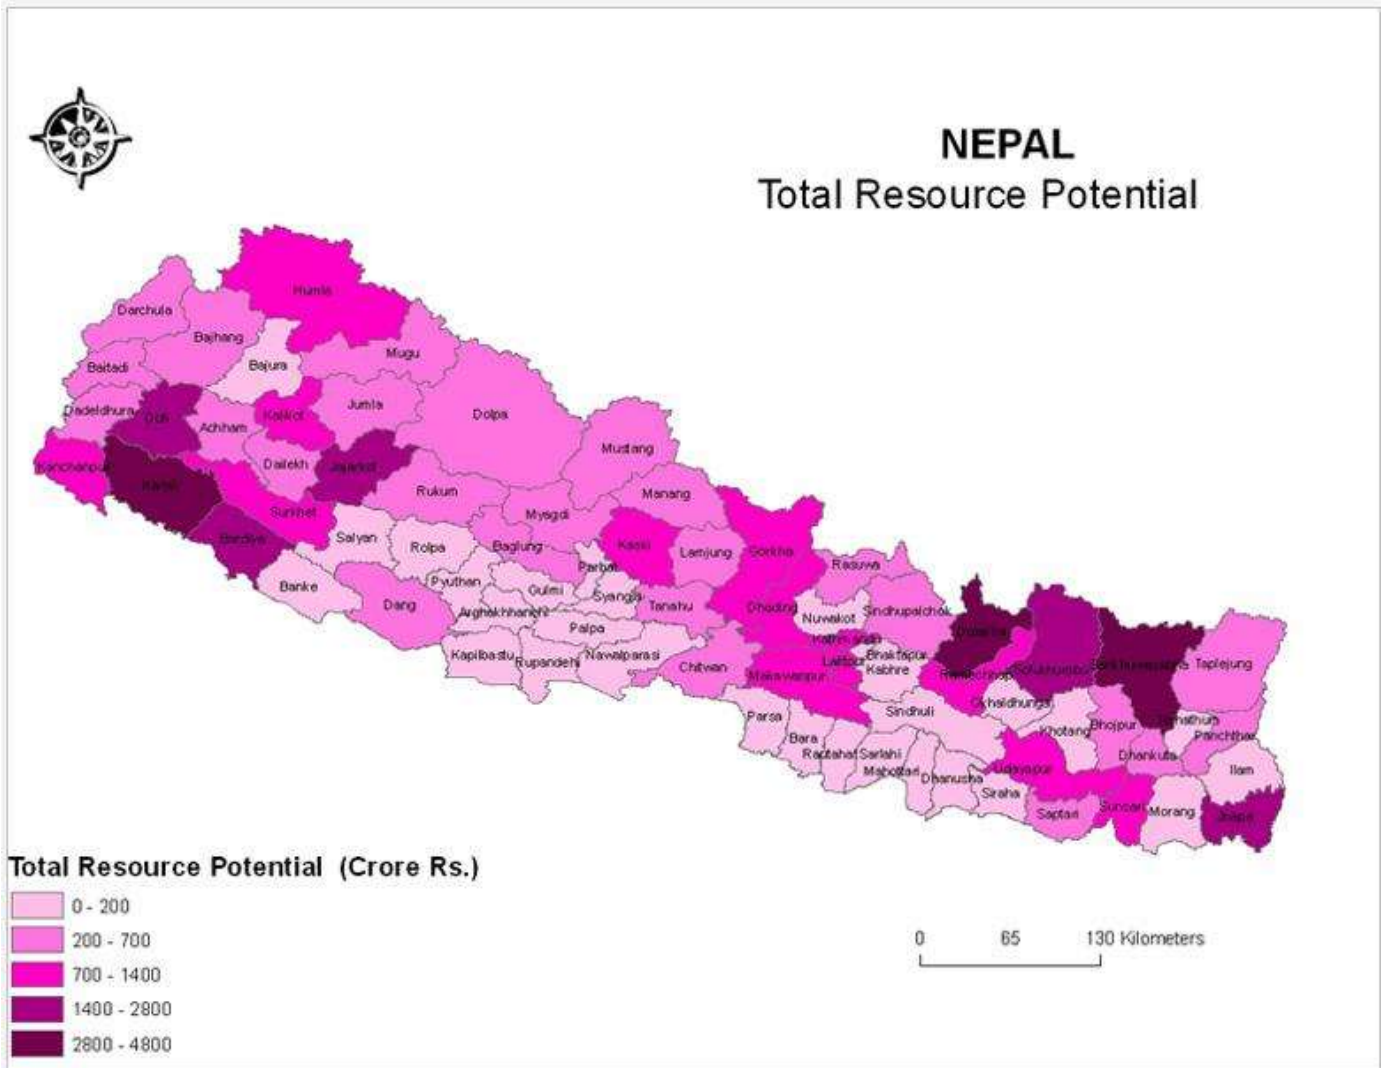 NEPAL
Total Resource Potential
Humla
Darchula
Bajhang
Mugu
Bajura
Baitadi
Jumla
Dadeldhura
Doti
Kalikot
Dolpa
Achham
Mustang
Kanchanpur
Dailekh
Jajarkot
Kailali
Rukum
Manang
Surkhet
Myagdi
Bardiya
Salyan
Rolpa
Baglung
Kaski
Lamjung
Gorkha
Parbat
Rasuwa
Banke
Pyuthan
Gulmi
Syangja
Dang
Tanahu
Dhading
Sindhupalchok
Arghakhhanchi
Nuwakot
Palpa
Dolakha
Kathmandu
Kapilbastu
Rupandehi
Nawalparasi
Chitwan
Lalitpur
Bhaktapur
Kabhre
Makawanpur
Ramechhap
Solukhumbu
Sankhuwasabha
Taplejung
Okhaldhunga
Parsa
Sindhuli
Khotang
Bhojpur
Panchthar
Bara
Rautahat
Sarlahi
Dhankuta
Mahottari
Dhanusha
Udayapur
Ilam
Siraha
Saptari
Sunsari
Morang
Jhapa
Total Resource Potential (Crore Rs.)
0 - 200
200 - 700
700 - 1400
1400 - 2800
2800 - 4800
0 65 130 Kilometers